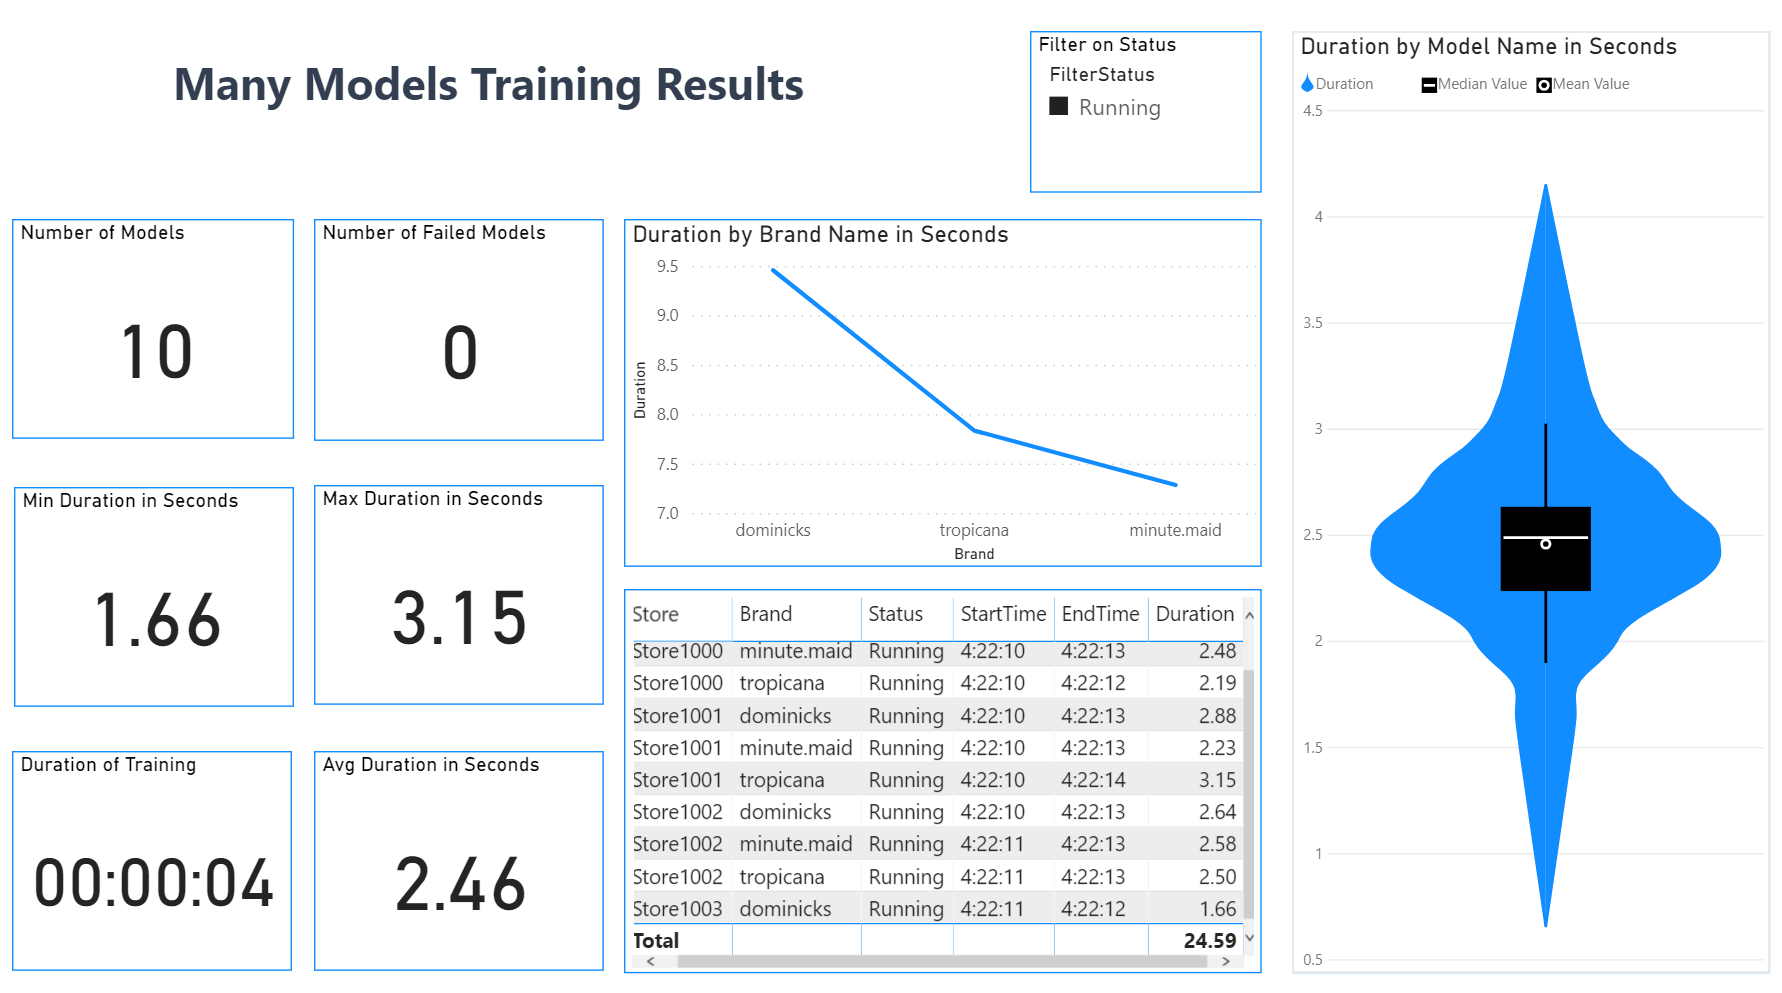 Many Models Training Results
Filter on Status
FilterStatus
Running
Number of Models
10
Number of Failed Models
0
Min Duration in Seconds
1.66
Max Duration in Seconds
3.15
Duration of Training
00:00:04
Avg Duration in Seconds
2.46
Duration by Brand Name in Seconds
9.5
9.0
8.5
8.0
7.5
7.0
Duration
dominicks tropicana minute.maid
Brand
Store Brand Status StartTime EndTime Duration
Store1000 minute.maid Running 4:22:10 4:22:13 2.48
Store1000 tropicana Running 4:22:10 4:22:12 2.19
Store1001 dominicks Running 4:22:10 4:22:13 2.88
Store1001 minute.maid Running 4:22:10 4:22:13 2.23
Store1001 tropicana Running 4:22:10 4:22:14 3.15
Store1002 dominicks Running 4:22:10 4:22:13 2.64
Store1002 minute.maid Running 4:22:11 4:22:13 2.58
Store1002 tropicana Running 4:22:11 4:22:13 2.50
Store1003 dominicks Running 4:22:11 4:22:12 1.66
Total 24.59
Duration by Model Name in Seconds
Duration Median Value Mean Value
4.5
4
3.5
3
2.5
2
1.5
1
0.5